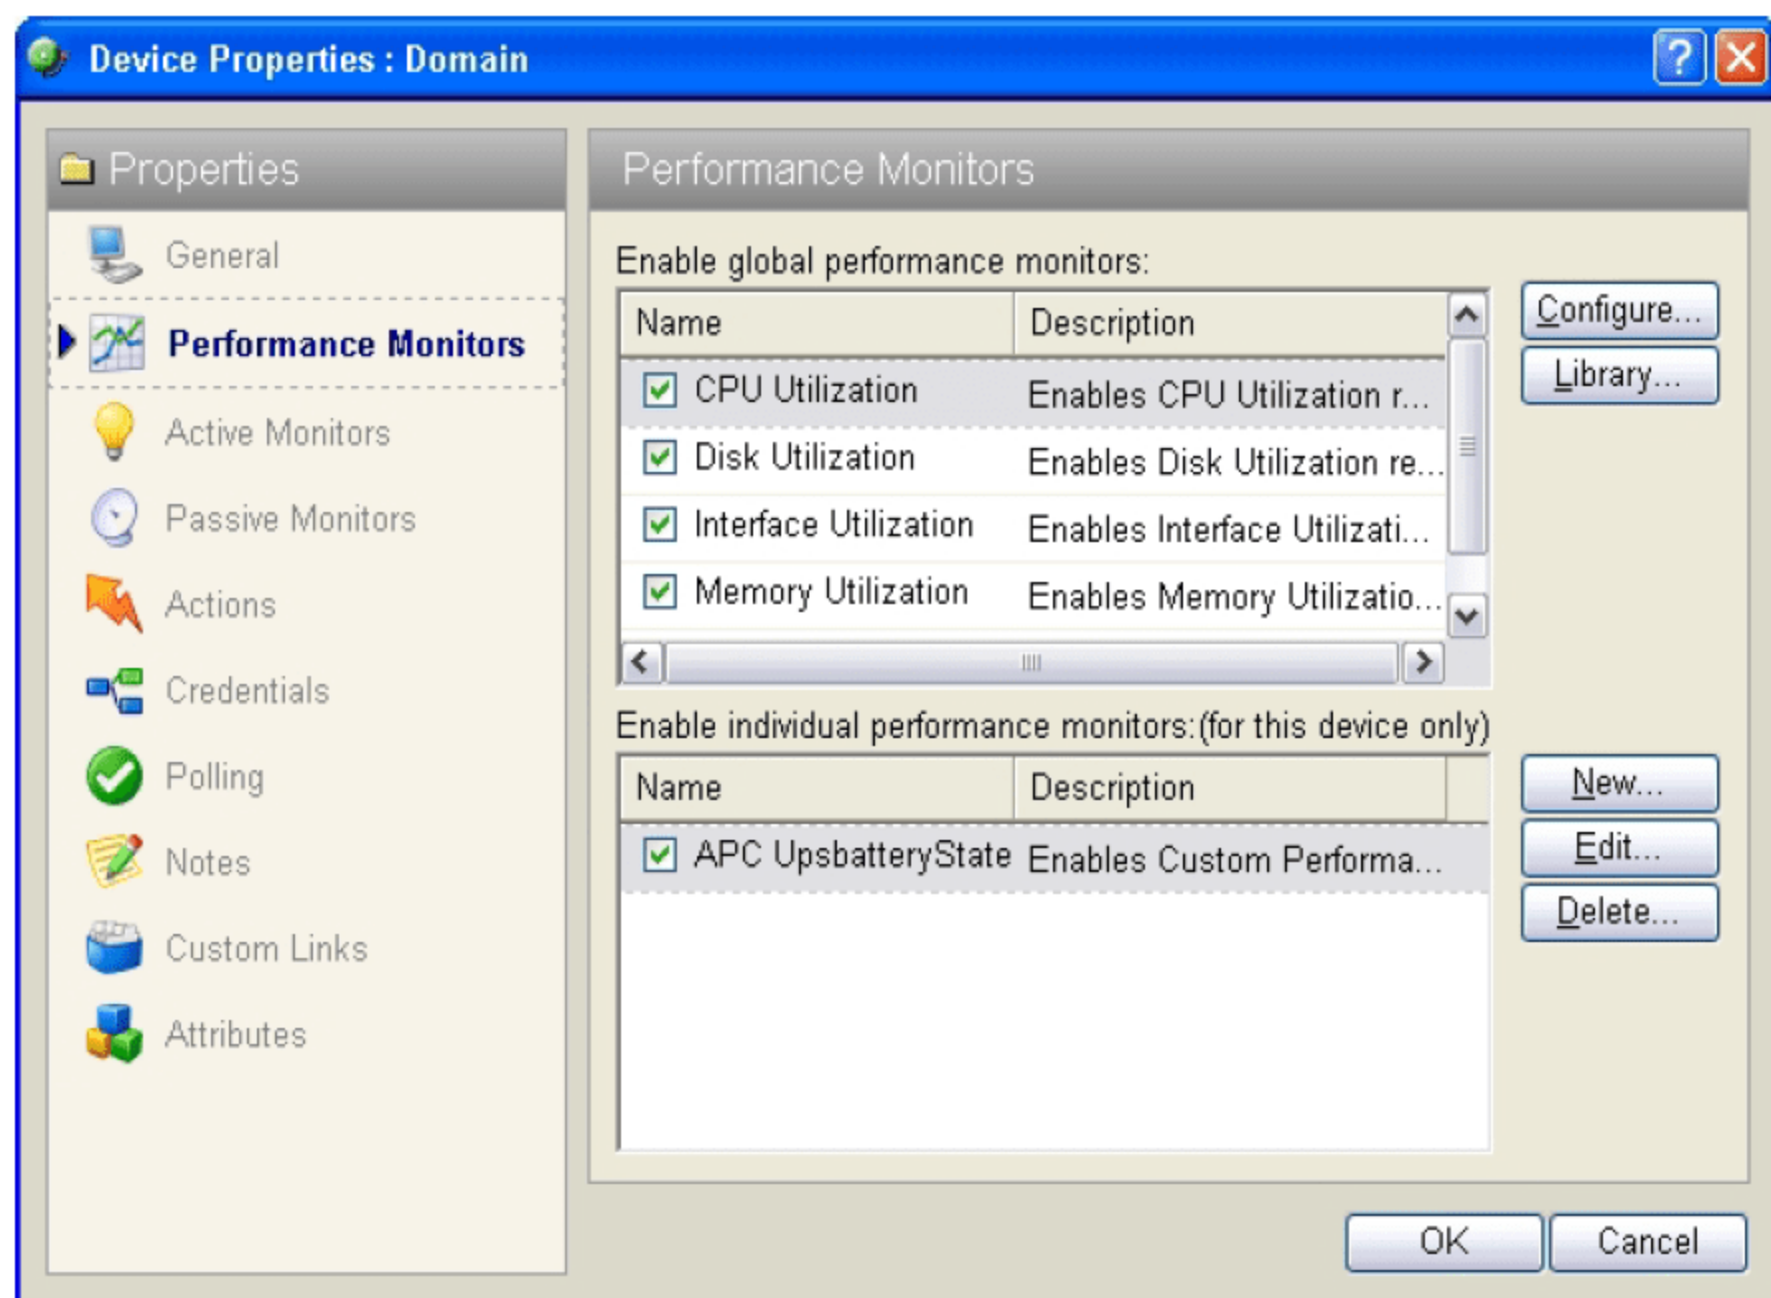 Device Properties : Domain
Properties
General
Performance Monitors
Active Monitors
Passive Monitors
Actions
Credentials
Polling
Notes
Custom Links
Attributes
Performance Monitors
Enable global performance monitors:
Name Description
CPU Utilization Enables CPU Utilization r...
Disk Utilization Enables Disk Utilization re...
Interface Utilization Enables Interface Utilizati...
Memory Utilization Enables Memory Utilizatio...
Configure...
Library...
Enable individual performance monitors:(for this device only)
Name Description
APC UpsbatteryState Enables Custom Performa...
New...
Edit...
Delete...
OK Cancel